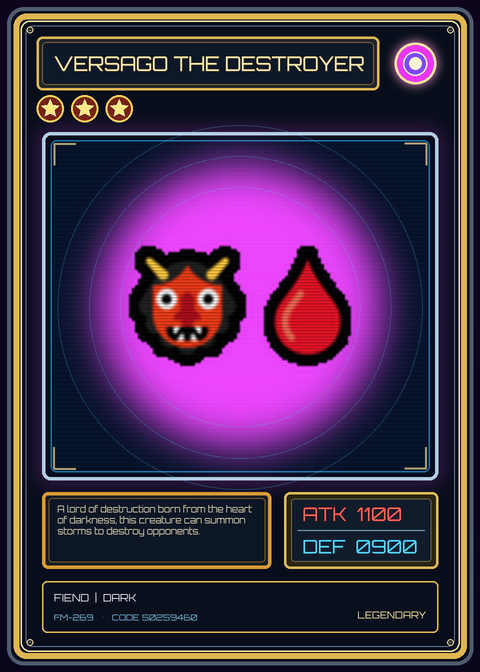 VERSAGO THE DESTROYER
A lord of destruction born from the heart
of darkness, this creature can summon
storms to destroy opponents.
ATK 1100
DEF 0900
FIEND | DARK
FM-269 · CODE 50259460
LEGENDARY